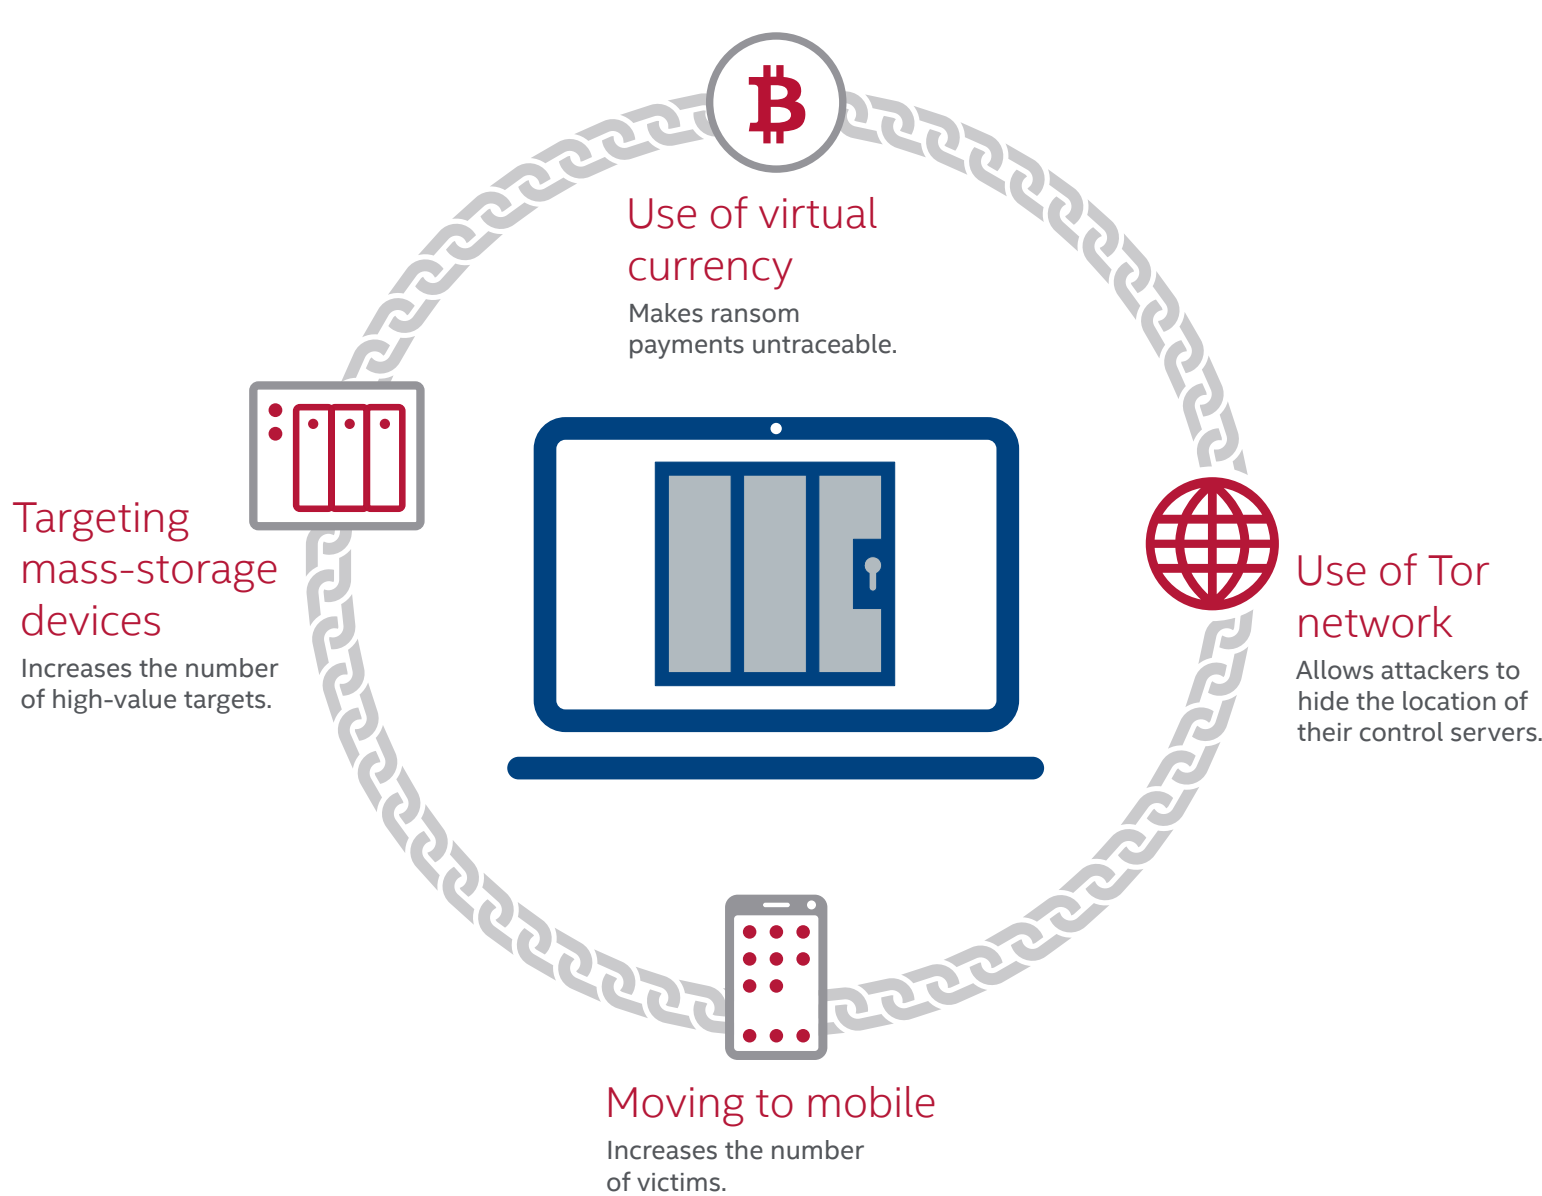 Use of virtual
currency
Makes ransom
payments untraceable.
Targeting
mass-storage
devices
Increases the number
of high-value targets.
Use of Tor
network
Allows attackers to
hide the location of
their control servers.
Moving to mobile
Increases the number
of victims.